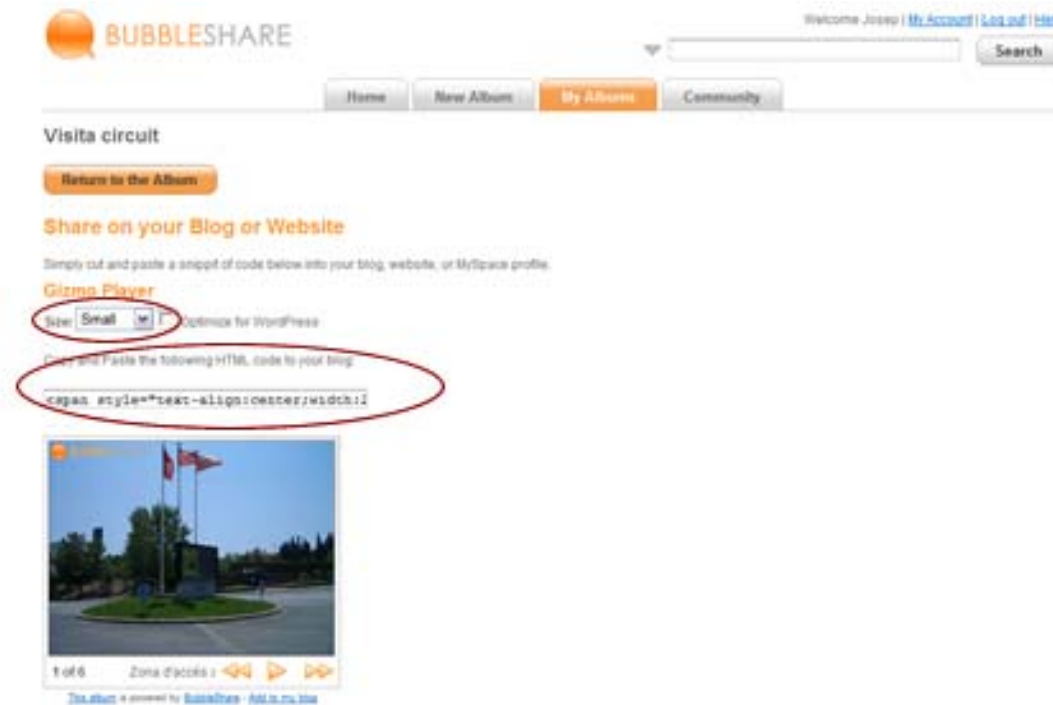 BUBBLESHARE
Welcome Josep | My Account | Log out | Hel
Search
Home New Album My Albums Community
Visita circuit
Return to the Album
Share on your Blog or Website
Simply cut and paste a snippit of code below into your blog, website, or MySpace profile.
Gizmo Player
Size: Small Optimize for WordPress
Copy and Paste the following HTML code to your blog:
<span style="text-align:center;width:2
1 of 6 Zona d'accés
This album is powered by BubbleShare - Add to my blog